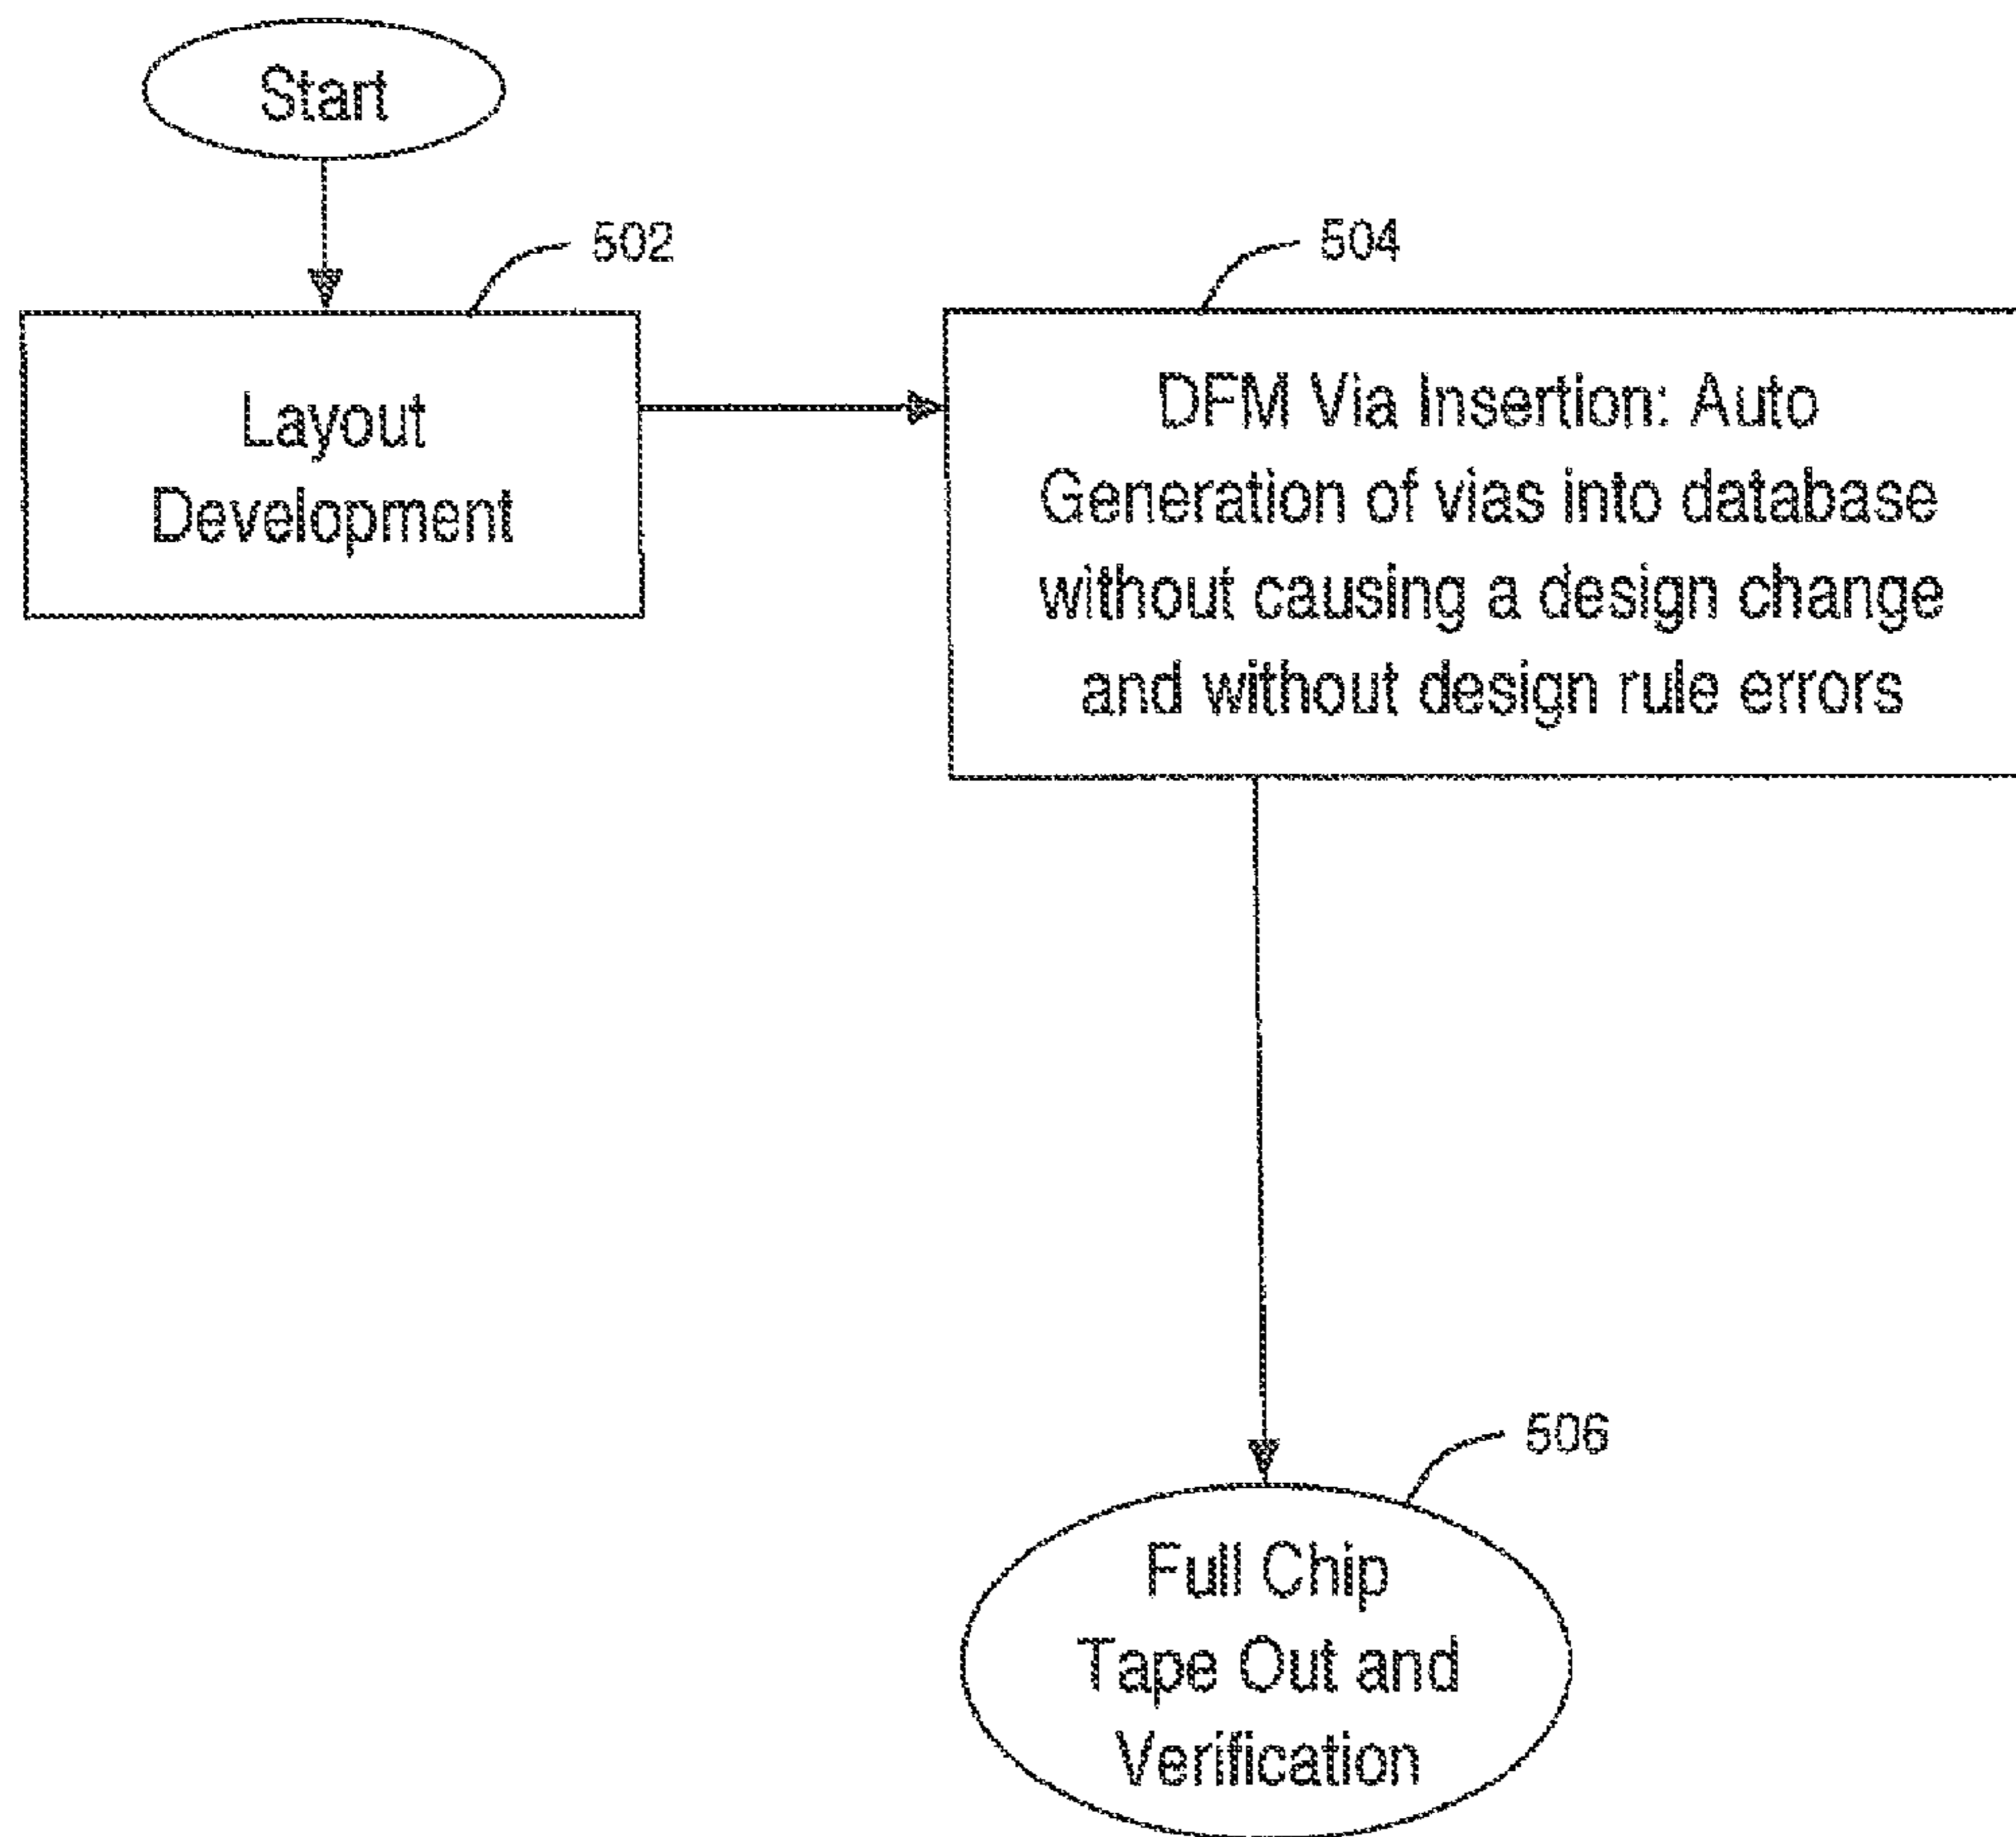 Start
502
Layout
Development
504
DFM Via Insertion: Auto
Generation of vias into database
without causing a design change
and without design rule errors
506
Full Chip
Tape Out and
Verification